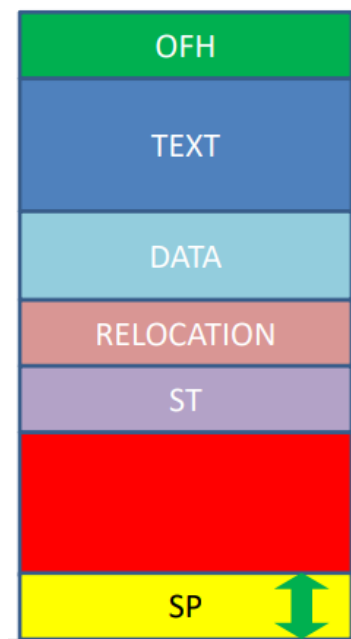 OFH
TEXT
DATA
RELOCATION
ST
SP